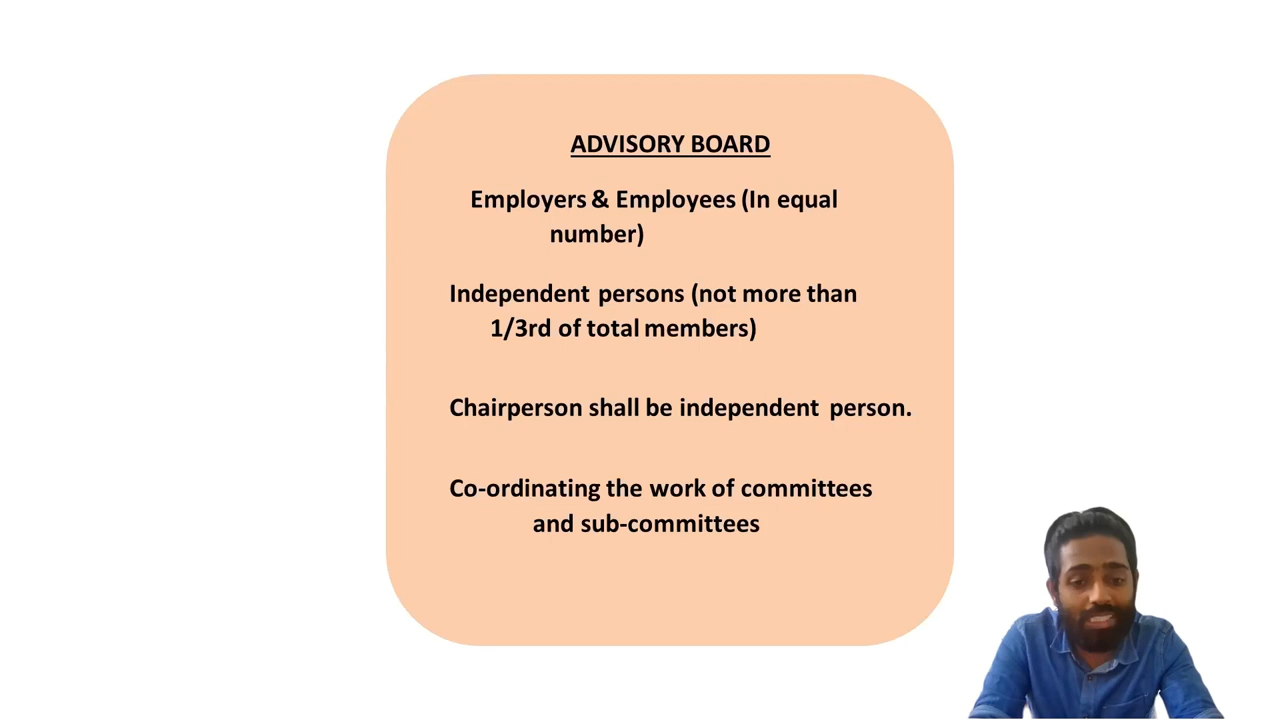 ADVISORY BOARD
Employers & Employees (In equal
number)
Independent persons (not more than
1/3rd of total members)
Chairperson shall be independent person.
Co-ordinating the work of committees
and sub-committees